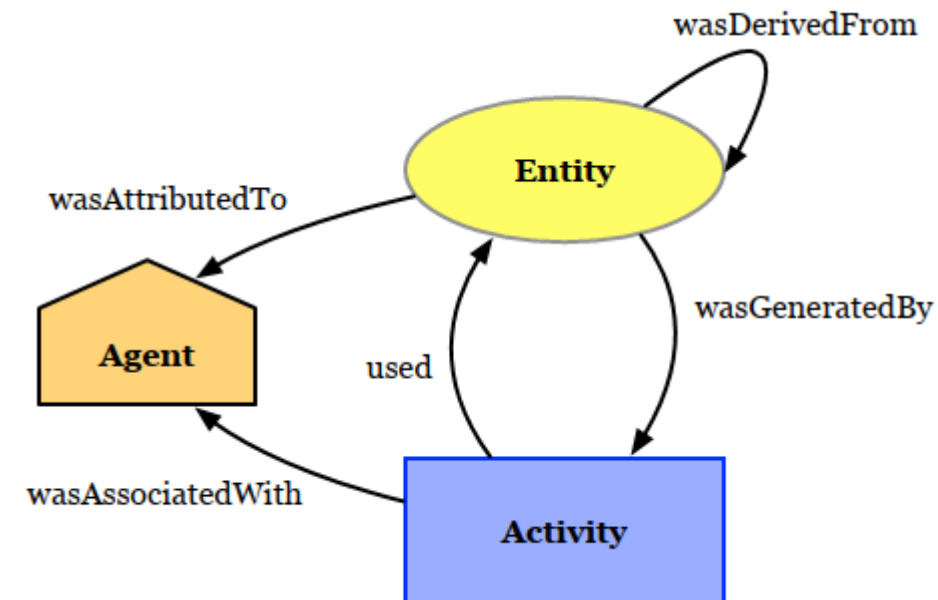 wasDerivedFrom
Entity
wasAttributedTo
wasGeneratedBy
Agent
used
wasAssociatedWith
Activity